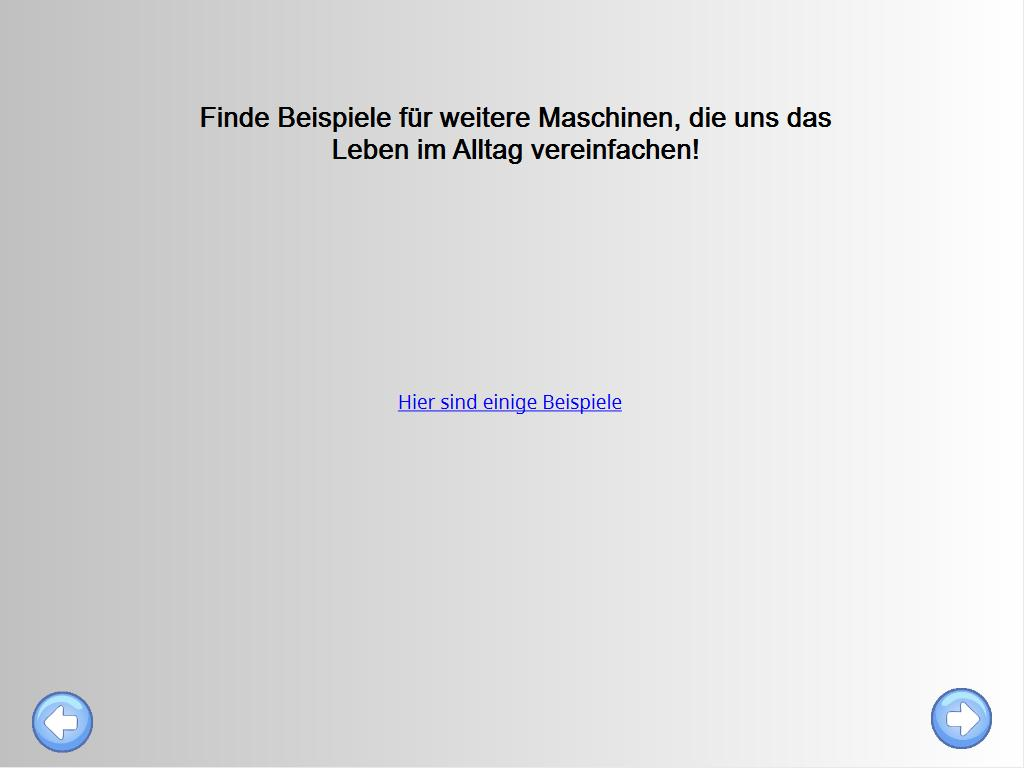 Finde Beispiele für weitere Maschinen, die uns das
Leben im Alltag vereinfachen!
Hier sind einige Beispiele